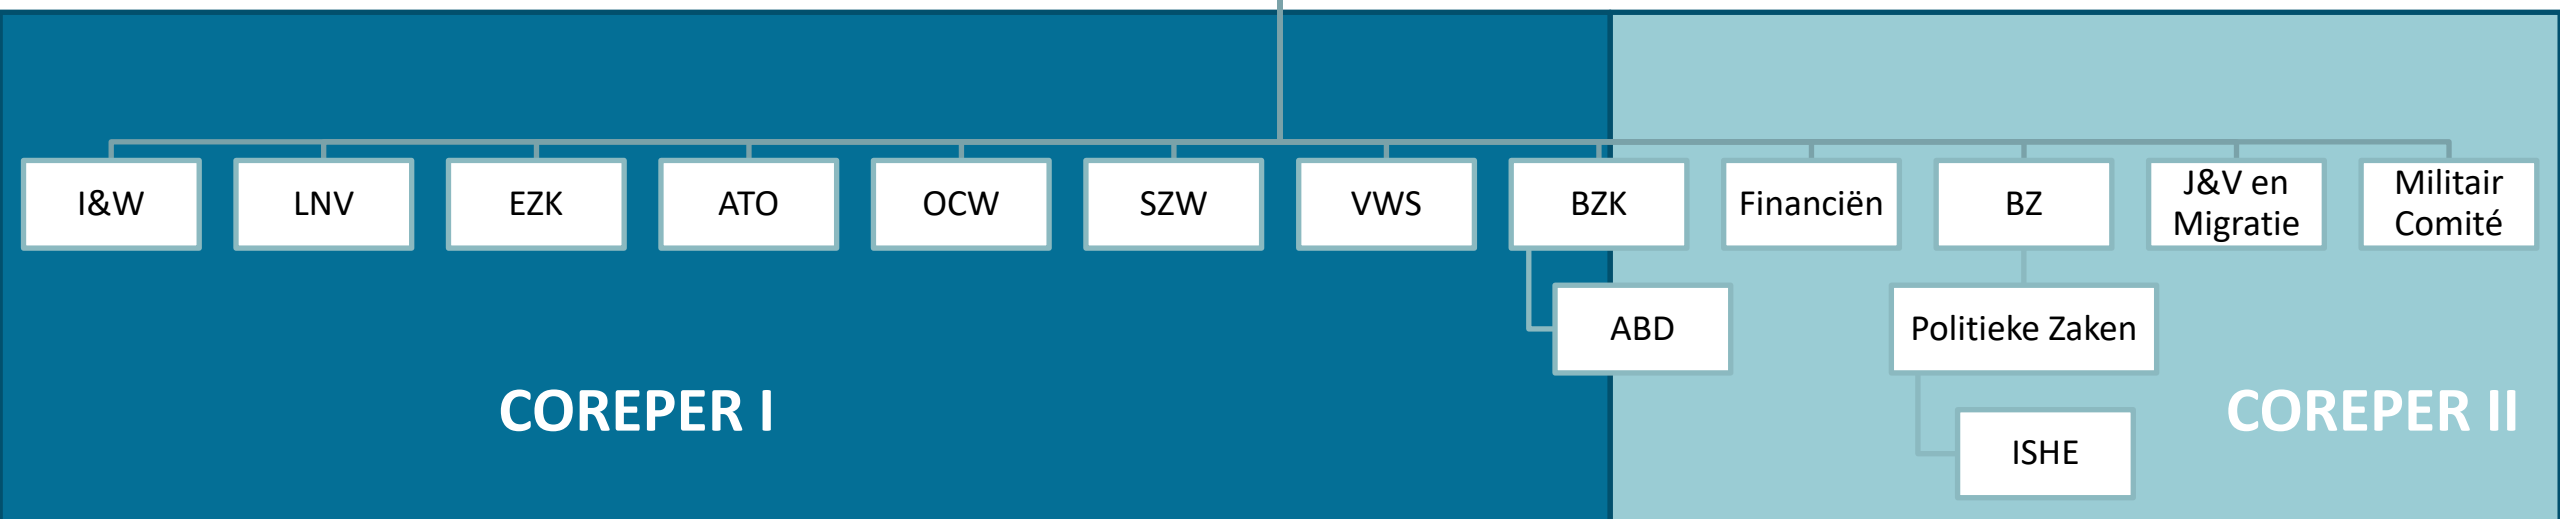 I&W
LNV
EZK
ATO
OCW
SZW
VWS
BZK
Financiën
BZ
J&V en
Migratie
Militair
Comité
ABD
Politieke Zaken
COREPER I
COREPER II
ISHE